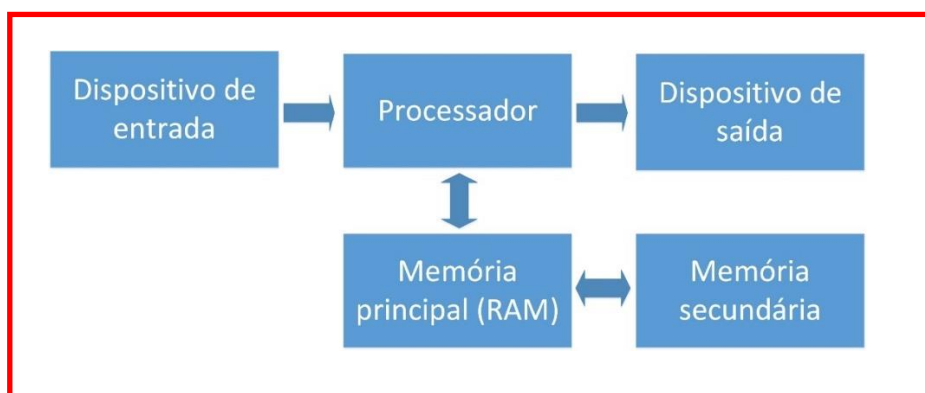 Dispositivo de
entrada
Processador
Dispositivo de
saída
Memória
principal (RAM)
Memória
secundária